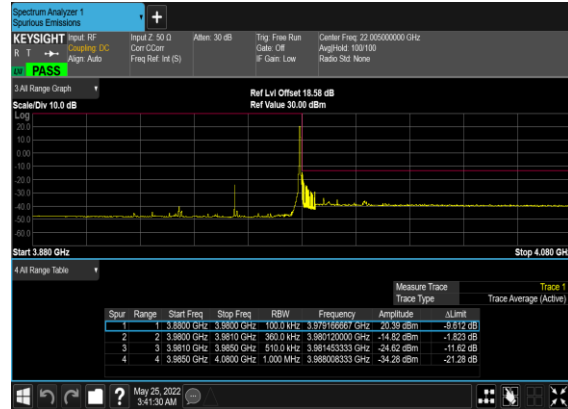 Spectrum Analyzer 1
Spurious Emissions
KEYSIGHT Input: RF Input Z: 50 Ω Atten: 30 dB Trig: Free Run Center Freq: 22.005000000 GHz
R T Coupling: DC Corr CCorr Gate: Off Avg|Hold: 100/100
Align: Auto Freq Ref: Int (S) IF Gain: Low Radio Std: None
PASS
3 All Range Graph
Ref Lvl Offset 18.58 dB
Scale/Div 10.0 dB Ref Value 30.00 dBm
Log
20.0
10.0
0.00
-10.0
-20.0
-30.0
-40.0
-50.0
-60.0
Start 3.880 GHz Stop 4.080 GHz
4 All Range Table
Measure Trace Trace 1
Trace Type Trace Average (Active)
Spur Range Start Freq Stop Freq RBW Frequency Amplitude ΔLimit
1 1 3.8800 GHz 3.9800 GHz 100.0 kHz 3.979166667 GHz 20.39 dBm -9.612 dB
2 2 3.9800 GHz 3.9810 GHz 360.0 kHz 3.980120000 GHz -14.82 dBm -1.823 dB
3 3 3.9810 GHz 3.9850 GHz 510.0 kHz 3.981453333 GHz -24.62 dBm -11.62 dB
4 4 3.9850 GHz 4.0800 GHz 1.000 MHz 3.988008333 GHz -34.28 dBm -21.28 dB
May 25, 2022
3:41:30 AM